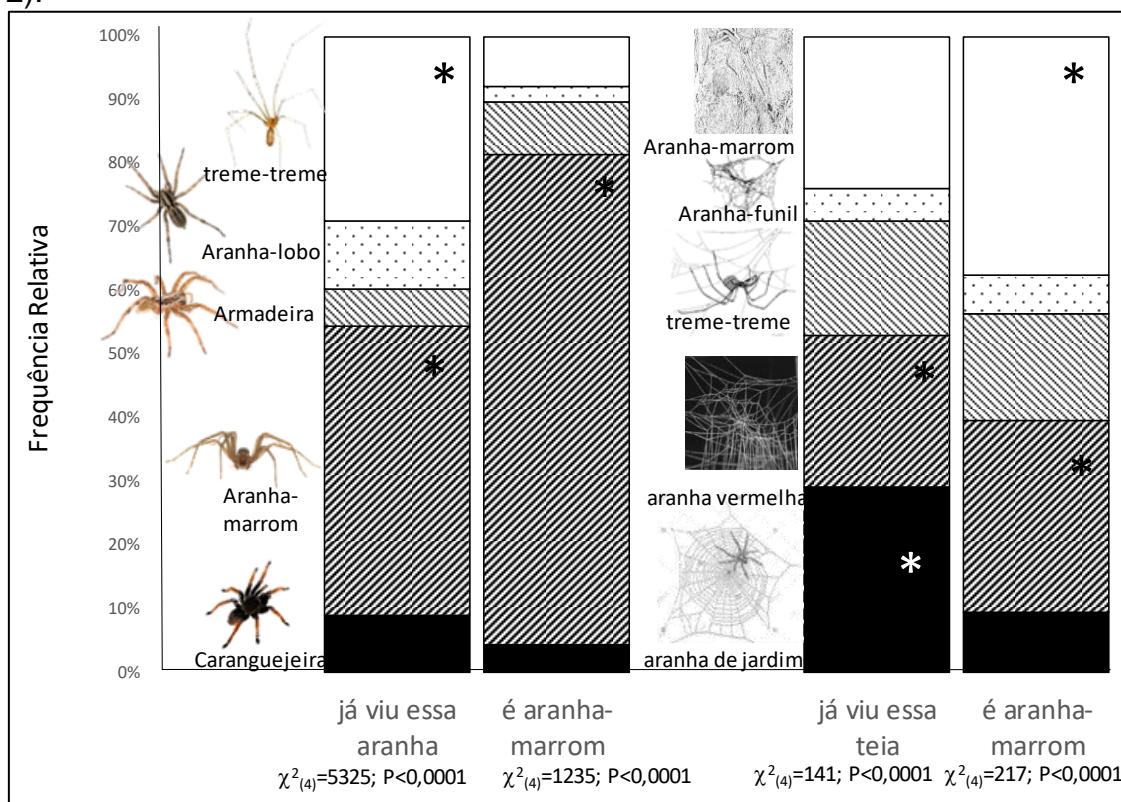 2).
100%
90%
80%
70%
60%
50%
40%
30%
20%
10%
0%
Frequência Relativa
treme-treme
Aranha-lobo
Armadeira
Aranha-
marrom
Caranguejeira
*
*
*
Aranha-marrom
Aranha-funil
treme-treme
aranha vermelha
aranha de jardim
*
*
*
*
já viu essa
aranha
é aranha-
marrom
já viu essa
teia
é aranha-
marrom
χ²(4)=5325; P<0,0001
χ²(4)=1235; P<0,0001
χ²(4)=141; P<0,0001
χ²(4)=217; P<0,0001